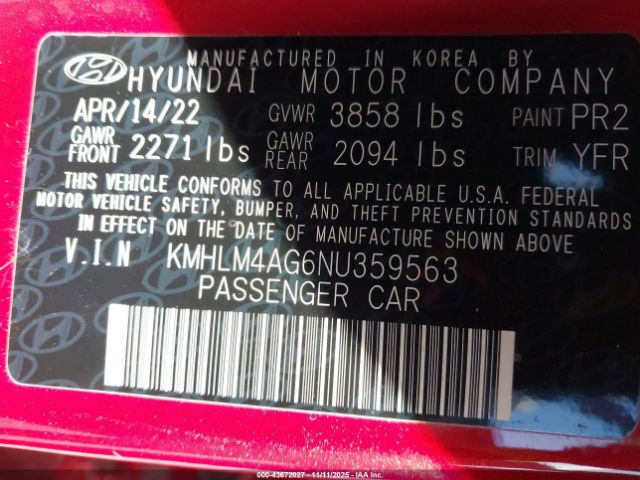 MANUFACTURED IN KOREA BY
HYUNDAI MOTOR COMPANY
APR/14/22 GVWR 3858 lbs PAINT PR2
GAWR FRONT 2271 lbs GAWR REAR 2094 lbs TRIM YFR
THIS VEHICLE CONFORMS TO ALL APPLICABLE U.S.A. FEDERAL
MOTOR VEHICLE SAFETY, BUMPER, AND THEFT PREVENTION STANDARDS
IN EFFECT ON THE DATE OF MANUFACTURE SHOWN ABOVE
V.I.N KMHLM4AG6NU359563
PASSENGER CAR
000-43672027 - 11/11/2025 - Copyright IAA, LLC